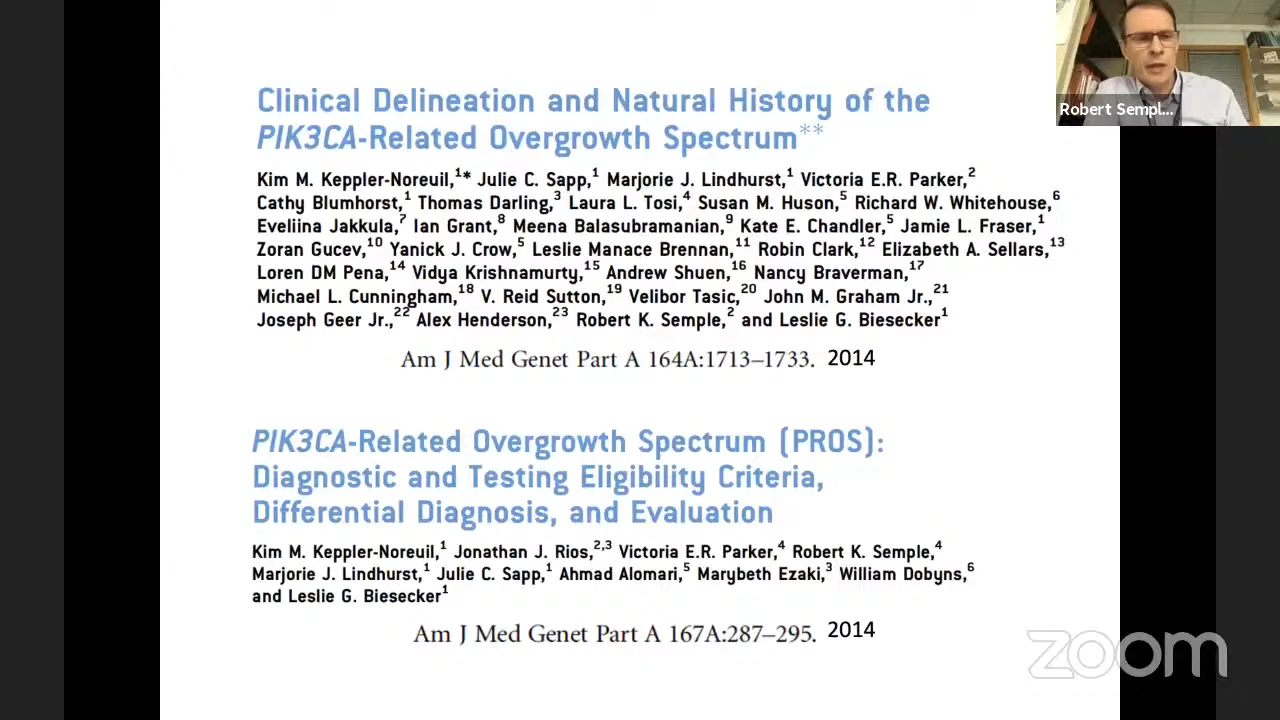 Clinical Delineation and Natural History of the
PIK3CA-Related Overgrowth Spectrum**
Kim M. Keppler-Noreuil,1* Julie C. Sapp,1 Marjorie J. Lindhurst,1 Victoria E.R. Parker,2
Cathy Blumhorst,1 Thomas Darling,3 Laura L. Tosi,4 Susan M. Huson,5 Richard W. Whitehouse,6
Eveliina Jakkula,7 Ian Grant,8 Meena Balasubramanian,9 Kate E. Chandler,5 Jamie L. Fraser,1
Zoran Gucev,10 Yanick J. Crow,5 Leslie Manace Brennan,11 Robin Clark,12 Elizabeth A. Sellars,13
Loren DM Pena,14 Vidya Krishnamurty,15 Andrew Shuen,16 Nancy Braverman,17
Michael L. Cunningham,18 V. Reid Sutton,19 Velibor Tasic,20 John M. Graham Jr.,21
Joseph Geer Jr.,22 Alex Henderson,23 Robert K. Semple,2 and Leslie G. Biesecker1
Am J Med Genet Part A 164A:1713–1733. 2014
PIK3CA-Related Overgrowth Spectrum (PROS):
Diagnostic and Testing Eligibility Criteria,
Differential Diagnosis, and Evaluation
Kim M. Keppler-Noreuil,1 Jonathan J. Rios,2,3 Victoria E.R. Parker,4 Robert K. Semple,4
Marjorie J. Lindhurst,1 Julie C. Sapp,1 Ahmad Alomari,5 Marybeth Ezaki,3 William Dobyns,6
and Leslie G. Biesecker1
Am J Med Genet Part A 167A:287–295. 2014
Robert Sempl...
zoom